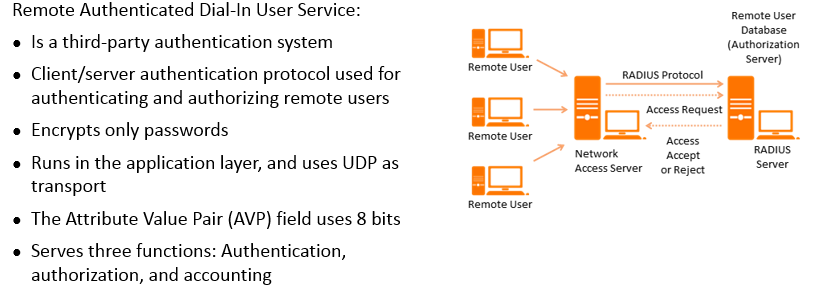 Remote Authenticated Dial-In User Service:
• Is a third-party authentication system
• Client/server authentication protocol used for
authenticating and authorizing remote users
• Encrypts only passwords
• Runs in the application layer, and uses UDP as
transport
• The Attribute Value Pair (AVP) field uses 8 bits
• Serves three functions: Authentication,
authorization, and accounting
Remote User
Remote User
Remote User
Network
Access Server
RADIUS Protocol
Access Request
Access
Accept
or Reject
Remote User
Database
(Authorization
Server)
RADIUS
Server